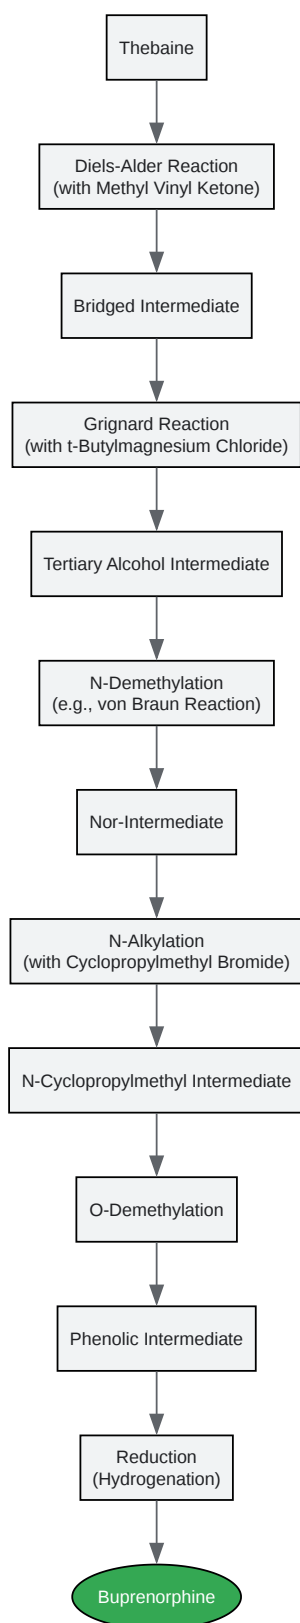 Thebaine
Diels-Alder Reaction
(with Methyl Vinyl Ketone)
Bridged Intermediate
Grignard Reaction
(with t-Butylmagnesium Chloride)
Tertiary Alcohol Intermediate
N-Demethylation
(e.g., von Braun Reaction)
Nor-Intermediate
N-Alkylation
(with Cyclopropylmethyl Bromide)
N-Cyclopropylmethyl Intermediate
O-Demethylation
Phenolic Intermediate
Reduction
(Hydrogenation)
Buprenorphine